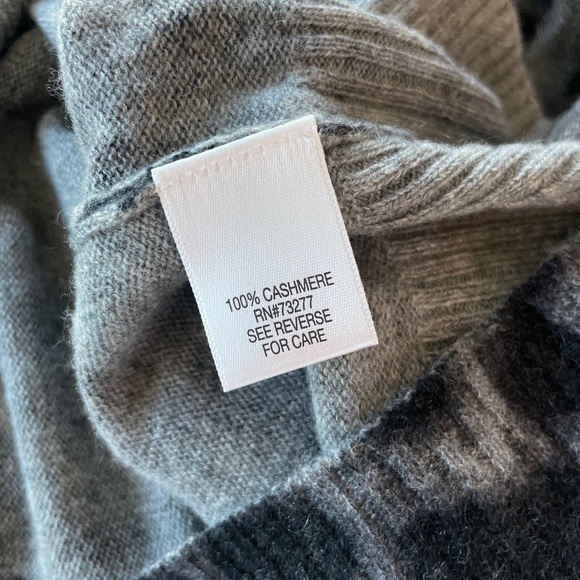 100% CASHMERE
RN#73277
SEE REVERSE
FOR CARE